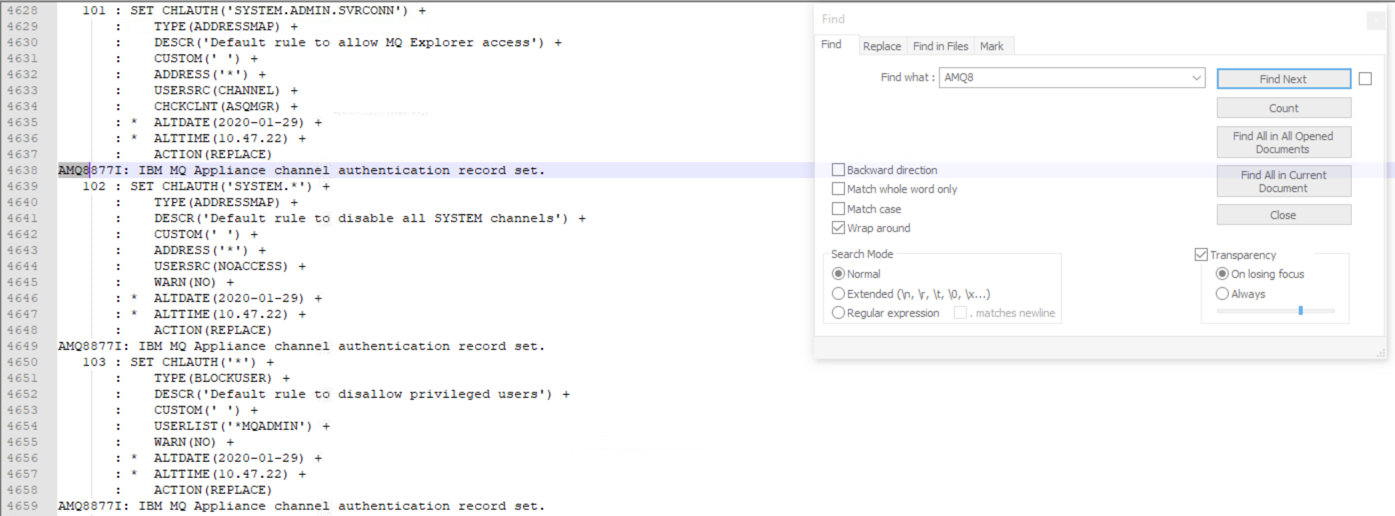 4628 101 : SET CHLAUTH('SYSTEM.ADMIN.SVRCONN') +
4629 : TYPE(ADDRESSMAP) +
4630 : DESCR('Default rule to allow MQ Explorer access') +
4631 : CUSTOM(' ') +
4632 : ADDRESS('*') +
4633 : USERSRC(CHANNEL) +
4634 : CHCKCLNT(ASQMGR) +
4635 : * ALTDATE(2020-01-29) +
4636 : * ALTTIME(10.47.22) +
4637 : ACTION(REPLACE)
4638 AMQ8877I: IBM MQ Appliance channel authentication record set.
4639 102 : SET CHLAUTH('SYSTEM.*') +
4640 : TYPE(ADDRESSMAP) +
4641 : DESCR('Default rule to disable all SYSTEM channels') +
4642 : CUSTOM(' ') +
4643 : ADDRESS('*') +
4644 : USERSRC(NOACCESS) +
4645 : WARN(NO) +
4646 : * ALTDATE(2020-01-29) +
4647 : * ALTTIME(10.47.22) +
4648 : ACTION(REPLACE)
4649 AMQ8877I: IBM MQ Appliance channel authentication record set.
4650 103 : SET CHLAUTH('*') +
4651 : TYPE(BLOCKUSER) +
4652 : DESCR('Default rule to disallow privileged users') +
4653 : CUSTOM(' ') +
4654 : USERLIST('*MQADMIN') +
4655 : WARN(NO) +
4656 : * ALTDATE(2020-01-29) +
4657 : * ALTTIME(10.47.22) +
4658 : ACTION(REPLACE)
4659 AMQ8877I: IBM MQ Appliance channel authentication record set.
Find
Find Replace Find in Files Mark
Find what : AMQ8
Find Next
Count
Find All in All Opened
Documents
Find All in Current
Document
Close
Backward direction
Match whole word only
Match case
Wrap around
Search Mode
Normal
Extended (\n, \r, \t, \0, \x...)
Regular expression . matches newline
Transparency
On losing focus
Always